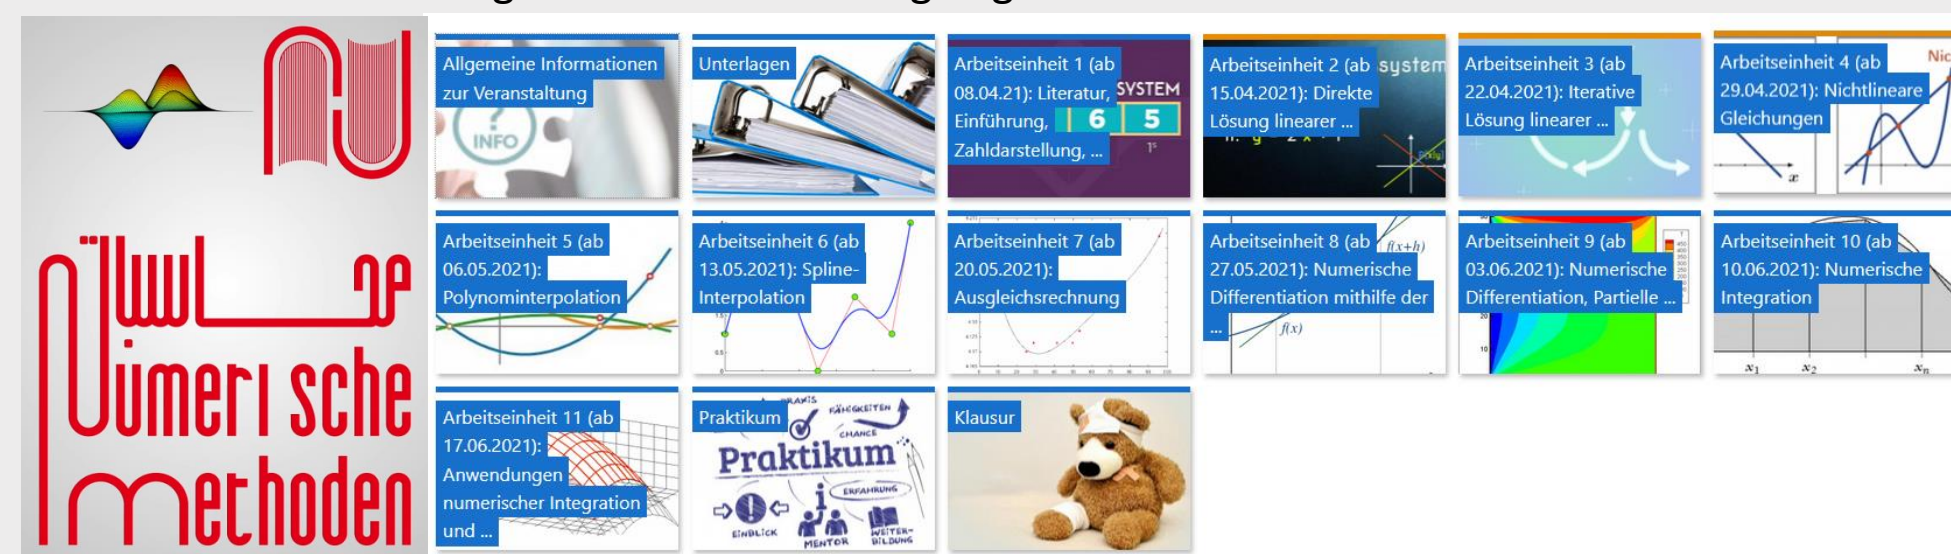 Nümerische
methoden
Allgemeine Informationen
zur Veranstaltung
INFO
Unterlagen
Arbeitseinheit 1 (ab
08.04.21): Literatur,
Einführung,
Zahldarstellung, ...
SYSTEM
6 5
1⁵
Arbeitseinheit 2 (ab
15.04.2021): Direkte
Lösung linearer ...
system
Arbeitseinheit 3 (ab
22.04.2021): Iterative
Lösung linearer ...
Arbeitseinheit 4 (ab
29.04.2021): Nichtlineare
Gleichungen
Nic
x
Arbeitseinheit 5 (ab
06.05.2021):
Polynominterpolation
Arbeitseinheit 6 (ab
13.05.2021): Spline-
Interpolation
Arbeitseinheit 7 (ab
20.05.2021):
Ausgleichsrechnung
Arbeitseinheit 8 (ab
27.05.2021): Numerische
Differentiation mithilfe der
...
f(x+h)
f(x)
Arbeitseinheit 9 (ab
03.06.2021): Numerische
Differentiation, Partielle ...
Arbeitseinheit 10 (ab
10.06.2021): Numerische
Integration
x₁ x₂ xₙ
Arbeitseinheit 11 (ab
17.06.2021):
Anwendungen
numerischer Integration
und ...
Praktikum
FÄHIGKEITEN
CHANCE
Praktikum
ERFAHRUNG
EINBLICK
MENTOR
WEITER-
BILDUNG
Klausur